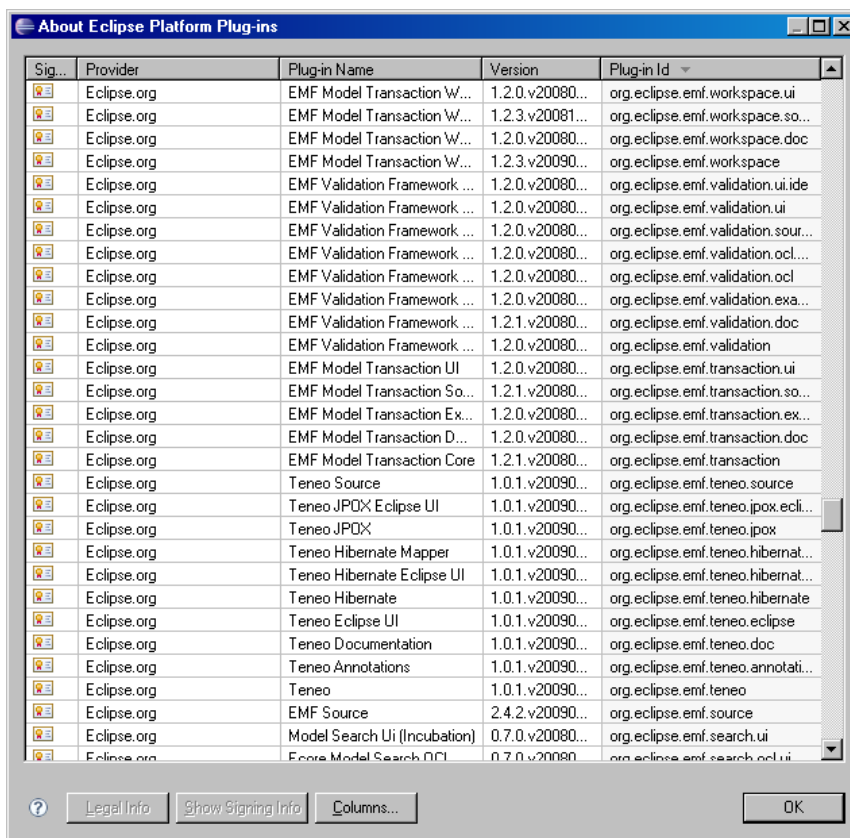 About Eclipse Platform Plug-ins
Sig... Provider Plug-in Name Version Plug-in Id
Eclipse.org EMF Model Transaction W... 1.2.0.v20080... org.eclipse.emf.workspace.ui
Eclipse.org EMF Model Transaction W... 1.2.3.v20081... org.eclipse.emf.workspace.so...
Eclipse.org EMF Model Transaction W... 1.2.0.v20080... org.eclipse.emf.workspace.doc
Eclipse.org EMF Model Transaction W... 1.2.3.v20090... org.eclipse.emf.workspace
Eclipse.org EMF Validation Framework ... 1.2.0.v20080... org.eclipse.emf.validation.ui.ide
Eclipse.org EMF Validation Framework ... 1.2.0.v20080... org.eclipse.emf.validation.ui
Eclipse.org EMF Validation Framework ... 1.2.0.v20080... org.eclipse.emf.validation.sour...
Eclipse.org EMF Validation Framework ... 1.2.0.v20080... org.eclipse.emf.validation.ocl....
Eclipse.org EMF Validation Framework ... 1.2.0.v20080... org.eclipse.emf.validation.ocl
Eclipse.org EMF Validation Framework ... 1.2.0.v20080... org.eclipse.emf.validation.exa...
Eclipse.org EMF Validation Framework ... 1.2.1.v20080... org.eclipse.emf.validation.doc
Eclipse.org EMF Validation Framework ... 1.2.0.v20080... org.eclipse.emf.validation
Eclipse.org EMF Model Transaction UI 1.2.0.v20080... org.eclipse.emf.transaction.ui
Eclipse.org EMF Model Transaction So... 1.2.1.v20080... org.eclipse.emf.transaction.so...
Eclipse.org EMF Model Transaction Ex... 1.2.0.v20080... org.eclipse.emf.transaction.ex...
Eclipse.org EMF Model Transaction D... 1.2.0.v20080... org.eclipse.emf.transaction.doc
Eclipse.org EMF Model Transaction Core 1.2.1.v20080... org.eclipse.emf.transaction
Eclipse.org Teneo Source 1.0.1.v20090... org.eclipse.emf.teneo.source
Eclipse.org Teneo JPOX Eclipse UI 1.0.1.v20090... org.eclipse.emf.teneo.jpox.ecli...
Eclipse.org Teneo JPOX 1.0.1.v20090... org.eclipse.emf.teneo.jpox
Eclipse.org Teneo Hibernate Mapper 1.0.1.v20090... org.eclipse.emf.teneo.hibernat...
Eclipse.org Teneo Hibernate Eclipse UI 1.0.1.v20090... org.eclipse.emf.teneo.hibernat...
Eclipse.org Teneo Hibernate 1.0.1.v20090... org.eclipse.emf.teneo.hibernate
Eclipse.org Teneo Eclipse UI 1.0.1.v20090... org.eclipse.emf.teneo.eclipse
Eclipse.org Teneo Documentation 1.0.1.v20090... org.eclipse.emf.teneo.doc
Eclipse.org Teneo Annotations 1.0.1.v20090... org.eclipse.emf.teneo.annotati...
Eclipse.org Teneo 1.0.1.v20090... org.eclipse.emf.teneo
Eclipse.org EMF Source 2.4.2.v20090... org.eclipse.emf.source
Eclipse.org Model Search Ui (Incubation) 0.7.0.v20080... org.eclipse.emf.search.ui
Eclipse.org Ecore Model Search OCL 0.7.0.v20080... org.eclipse.emf.search.ocl.ui
? Legal Info Show Signing Info Columns... OK